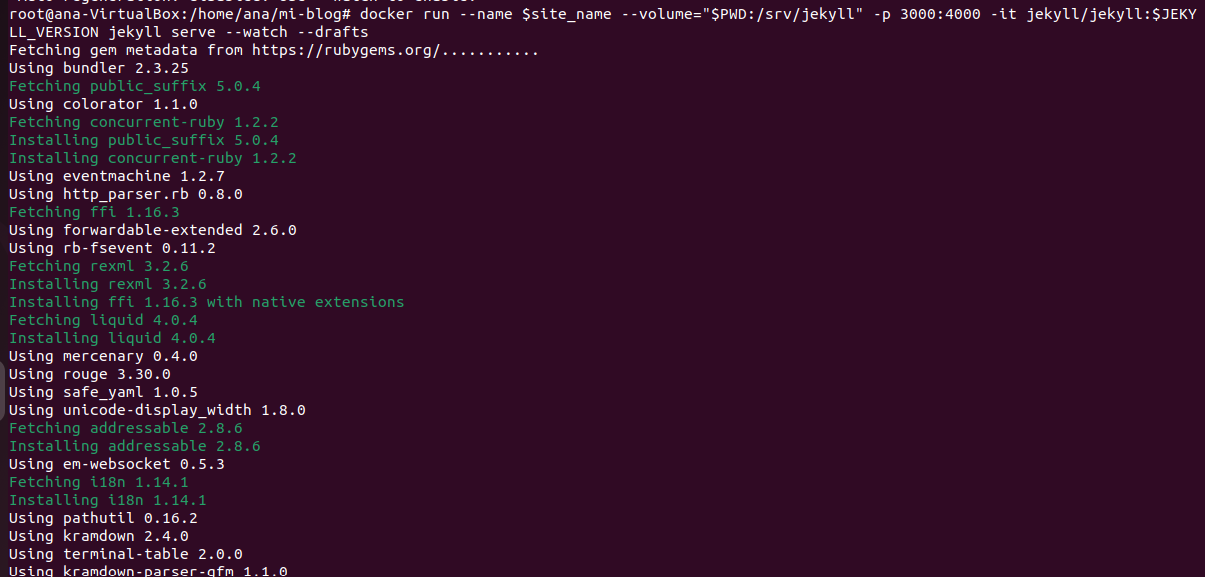 root@ana-VirtualBox:/home/ana/mi-blog# docker run --name $site_name --volume="$PWD:/srv/jekyll" -p 3000:4000 -it jekyll/jekyll:$JEKY
LL_VERSION jekyll serve --watch --drafts
Fetching gem metadata from https://rubygems.org/...........
Using bundler 2.3.25
Fetching public_suffix 5.0.4
Using colorator 1.1.0
Fetching concurrent-ruby 1.2.2
Installing public_suffix 5.0.4
Installing concurrent-ruby 1.2.2
Using eventmachine 1.2.7
Using http_parser.rb 0.8.0
Fetching ffi 1.16.3
Using forwardable-extended 2.6.0
Using rb-fsevent 0.11.2
Fetching rexml 3.2.6
Installing rexml 3.2.6
Installing ffi 1.16.3 with native extensions
Fetching liquid 4.0.4
Installing liquid 4.0.4
Using mercenary 0.4.0
Using rouge 3.30.0
Using safe_yaml 1.0.5
Using unicode-display_width 1.8.0
Fetching addressable 2.8.6
Installing addressable 2.8.6
Using em-websocket 0.5.3
Fetching i18n 1.14.1
Installing i18n 1.14.1
Using pathutil 0.16.2
Using kramdown 2.4.0
Using terminal-table 2.0.0
Using kramdown-parser-gfm 1.1.0